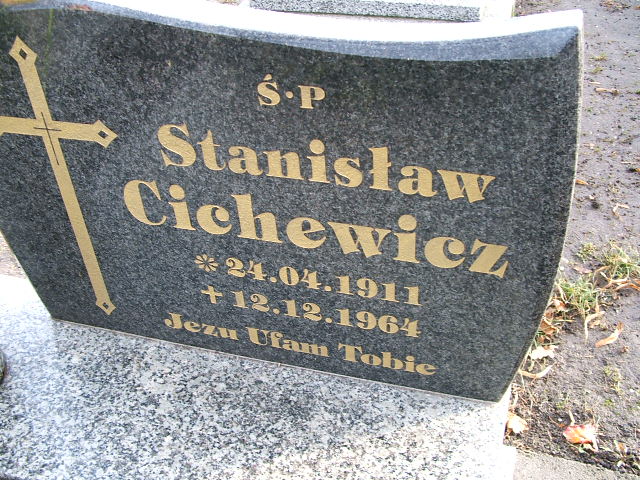 Ś·P
Stanisław
Cichewicz
* 24.04.1911
+ 12.12.1964
Jezu Ufam Tobie